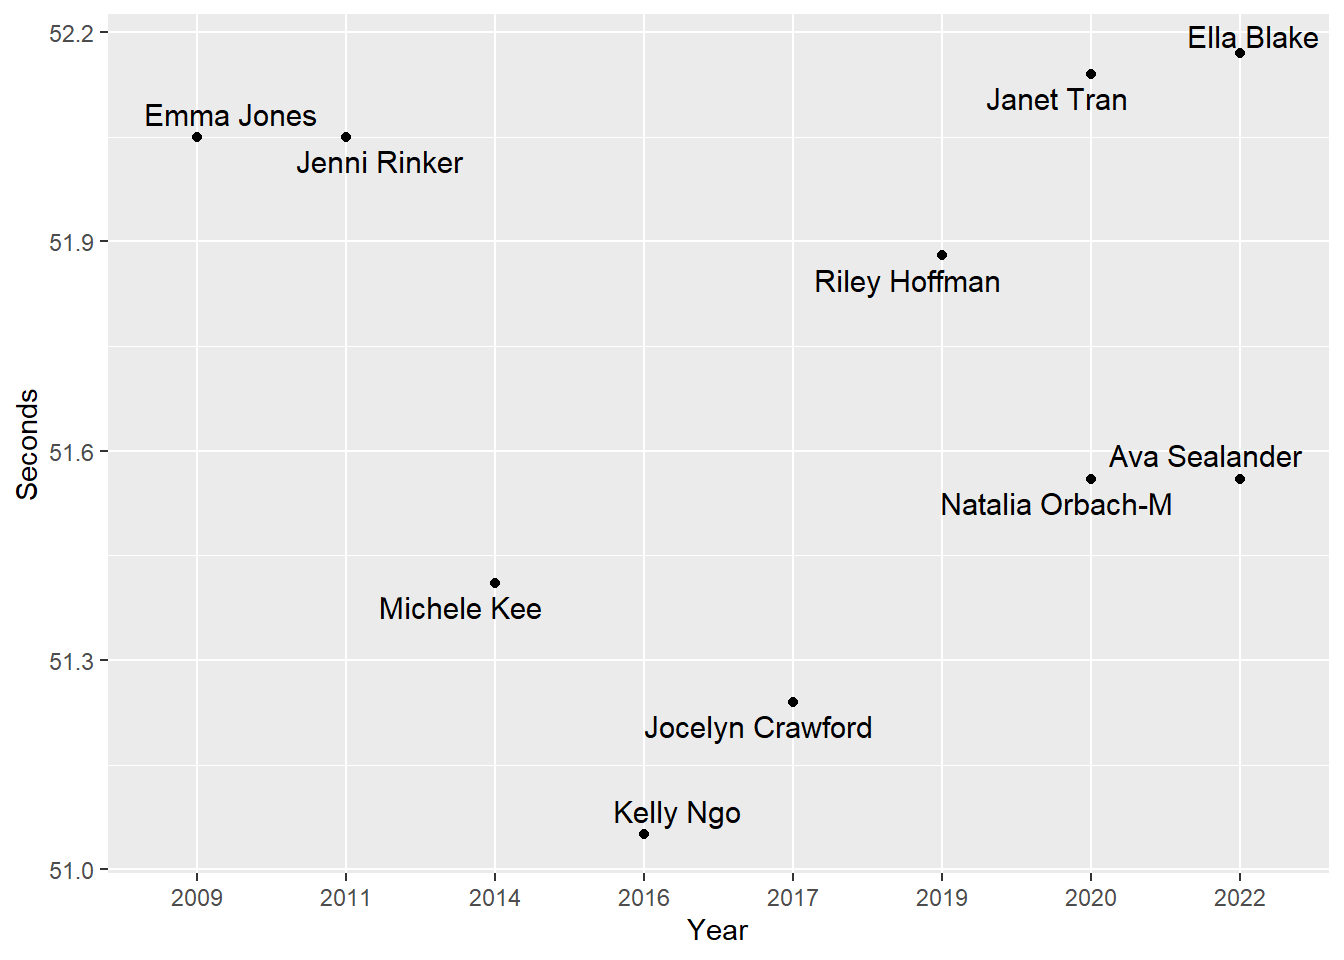 52.2
Ella Blake
Janet Tran
Emma Jones
Jenni Rinker
51.9
Riley Hoffman
Seconds
51.6
Ava Sealander
Natalia Orbach-M
Michele Kee
51.3
Jocelyn Crawford
Kelly Ngo
51.0
2009 2011 2014 2016 2017 2019 2020 2022
Year